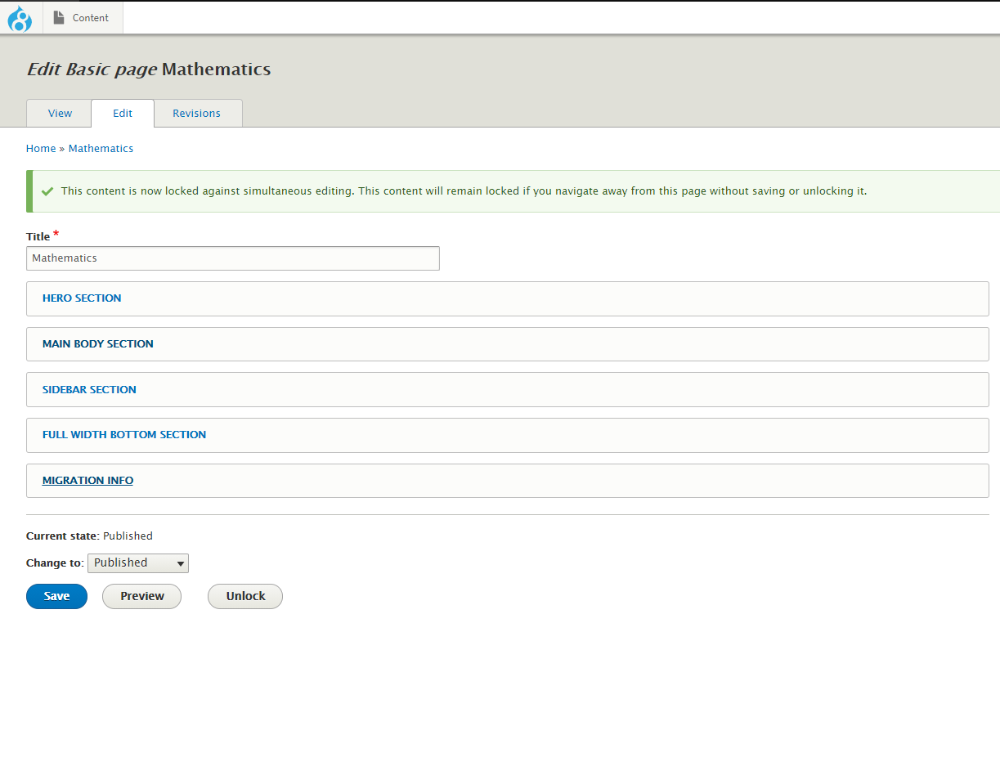 Content
Edit Basic page Mathematics
View Edit Revisions
Home » Mathematics
This content is now locked against simultaneous editing. This content will remain locked if you navigate away from this page without saving or unlocking it.
Title *
Mathematics
HERO SECTION
MAIN BODY SECTION
SIDEBAR SECTION
FULL WIDTH BOTTOM SECTION
MIGRATION INFO
Current state: Published
Change to: Published
Save Preview Unlock